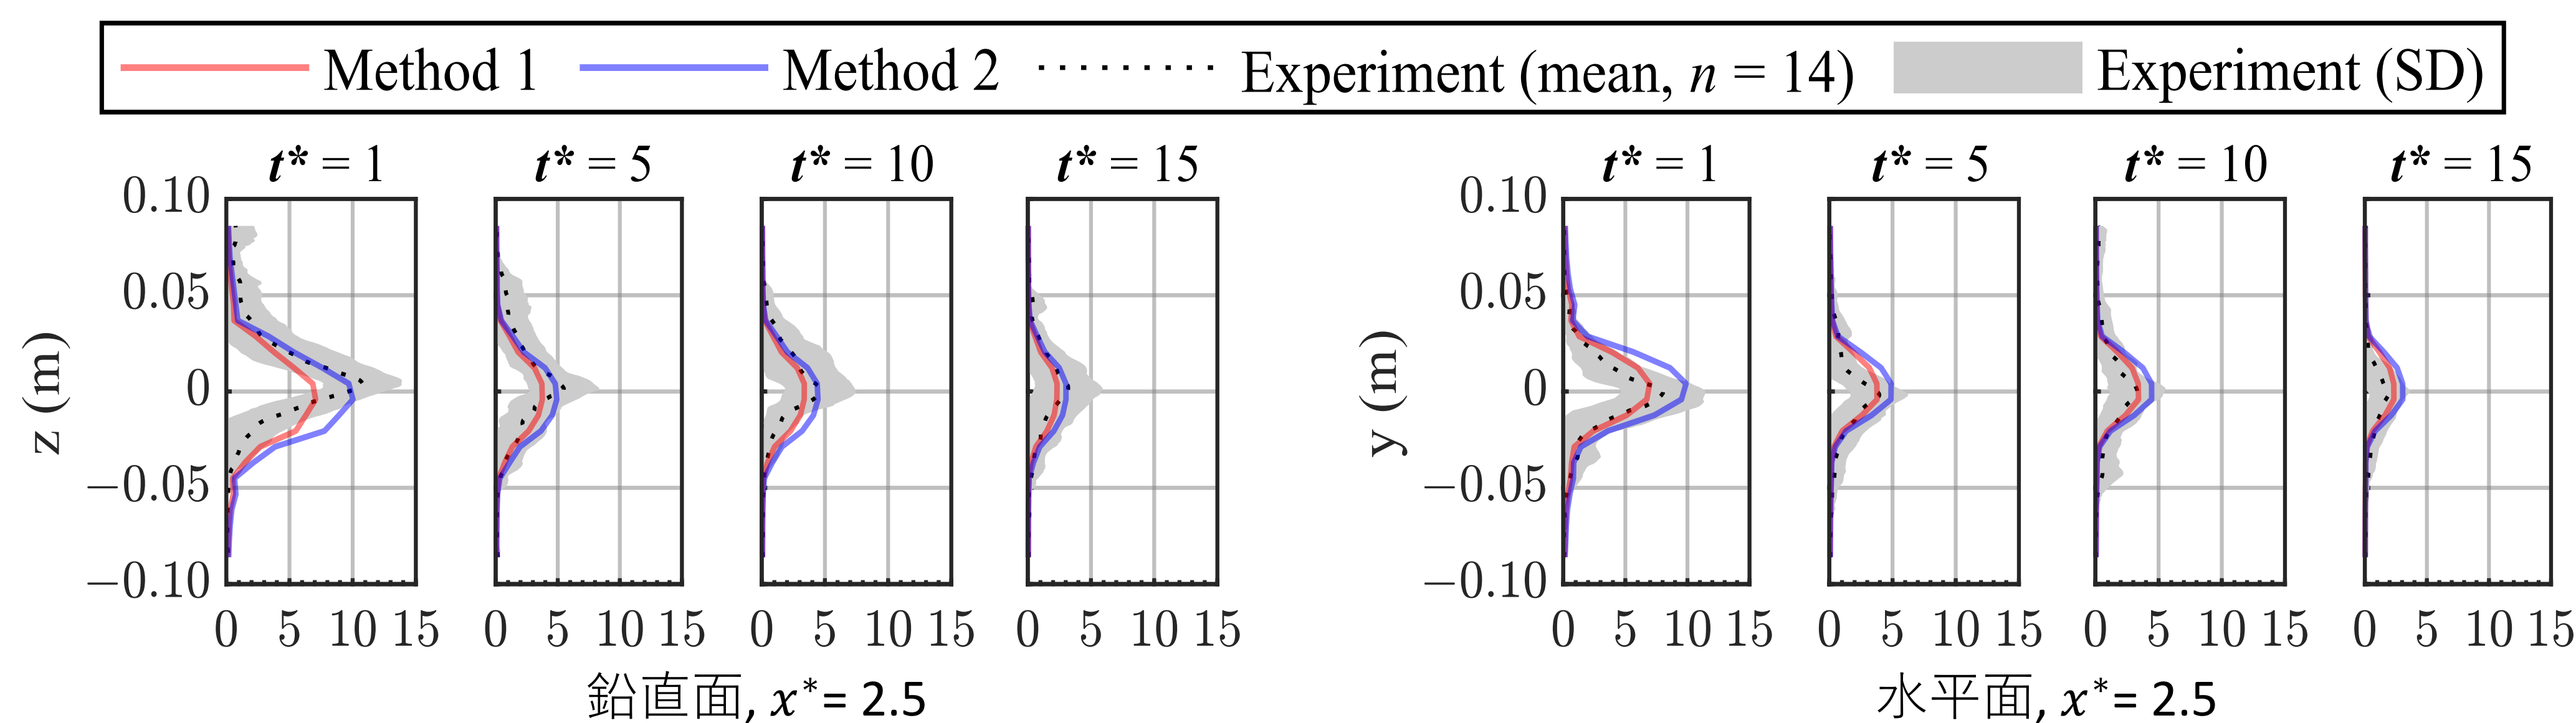 Method 1 Method 2 Experiment (mean, n = 14) Experiment (SD)
t* = 1 t* = 5 t* = 10 t* = 15 t* = 1 t* = 5 t* = 10 t* = 15
0.10 0.10
0.05 0.05
z (m) 0 y (m) 0
−0.05 −0.05
−0.10 −0.10
0 5 10 15 0 5 10 15 0 5 10 15 0 5 10 15 0 5 10 15 0 5 10 15 0 5 10 15 0 5 10 15
鉛直面, x*= 2.5 水平面, x*= 2.5